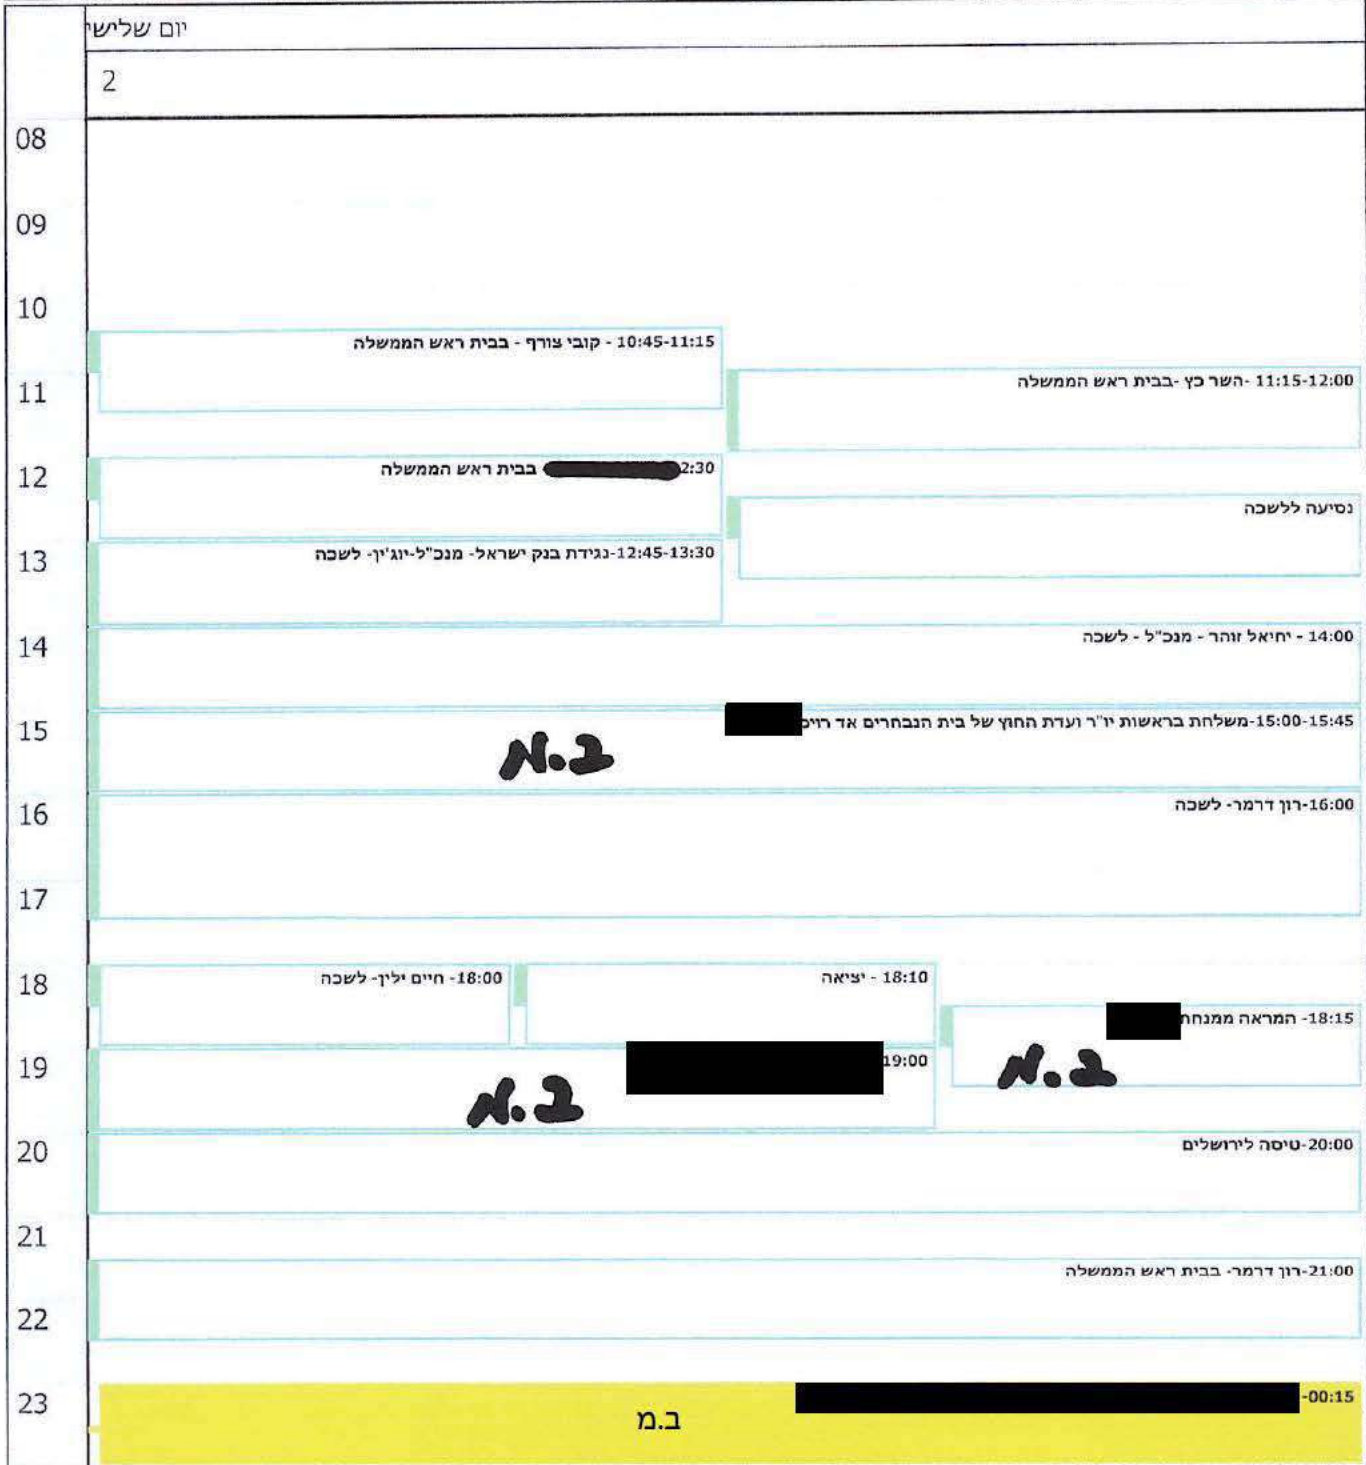 יום שלישי
2
08
09
10
10:45-11:15 - קובי צורף - בבית ראש הממשלה
11
11:15-12:00 -השר כץ -בבית ראש הממשלה
12
2:30 בבית ראש הממשלה
נסיעה ללשכה
13
12:45-13:30-נגידת בנק ישראל- מנכ"ל-יוג'ין- לשכה
14
14:00 - יחיאל זוהר - מנכ"ל - לשכה
15
15:00-15:45-משלחת בראשות יו"ר ועדת החוץ של בית הנבחרים אד רויס
ב.מ
16
16:00-רון דרמר- לשכה
17
18
18:00- חיים ילין- לשכה
18:10 - יציאה
18:15- המראה ממנחת
ב.מ
19
19:00
ב.מ
20
20:00-טיסה לירושלים
21
21:00-רון דרמר- בבית ראש הממשלה
22
23
00:15-
ב.מ